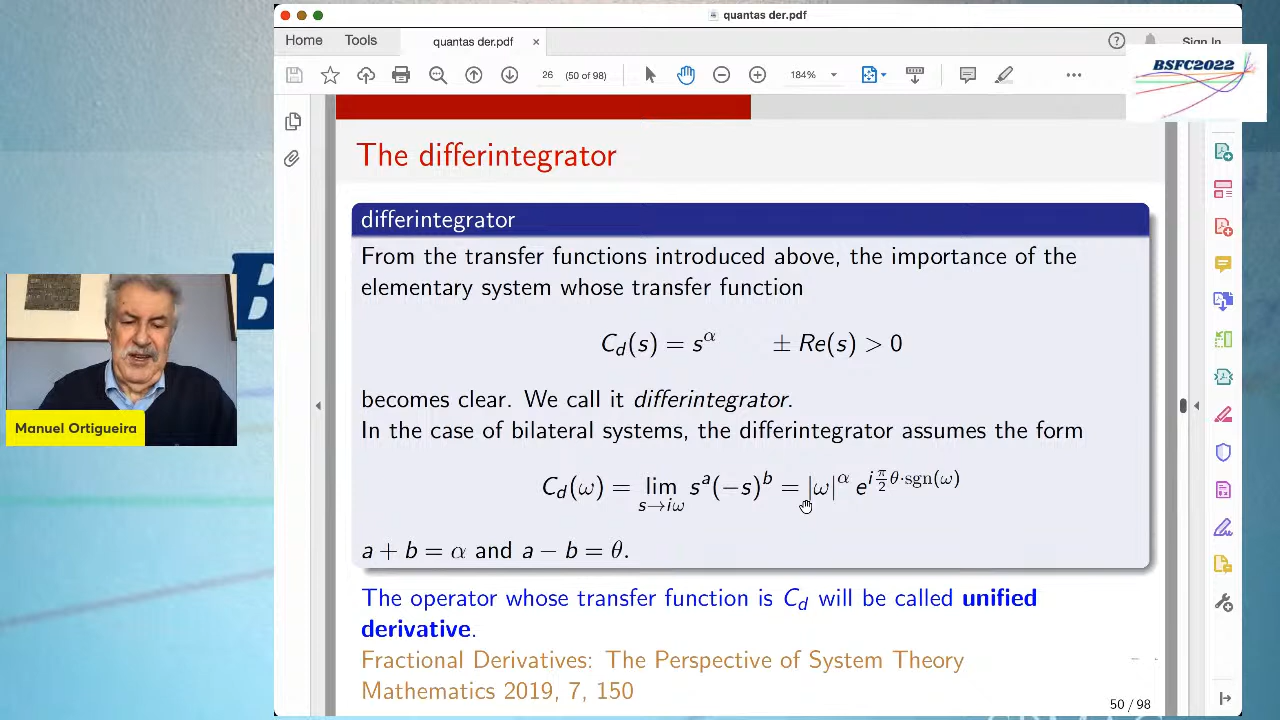 quantas der.pdf
Home Tools quantas der.pdf × Sign In
(50 of 98) 184%
BSFC2022
The differintegrator
differintegrator
From the transfer functions introduced above, the importance of the
elementary system whose transfer function
C_d(s) = s^α ± Re(s) > 0
becomes clear. We call it differintegrator.
In the case of bilateral systems, the differintegrator assumes the form
C_d(ω) = lim_{s→iω} s^a(−s)^b = |ω|^α e^{i π/2 θ·sgn(ω)}
a + b = α and a − b = θ.
The operator whose transfer function is C_d will be called unified
derivative.
Fractional Derivatives: The Perspective of System Theory
Mathematics 2019, 7, 150
50 / 98
Manuel Ortigueira